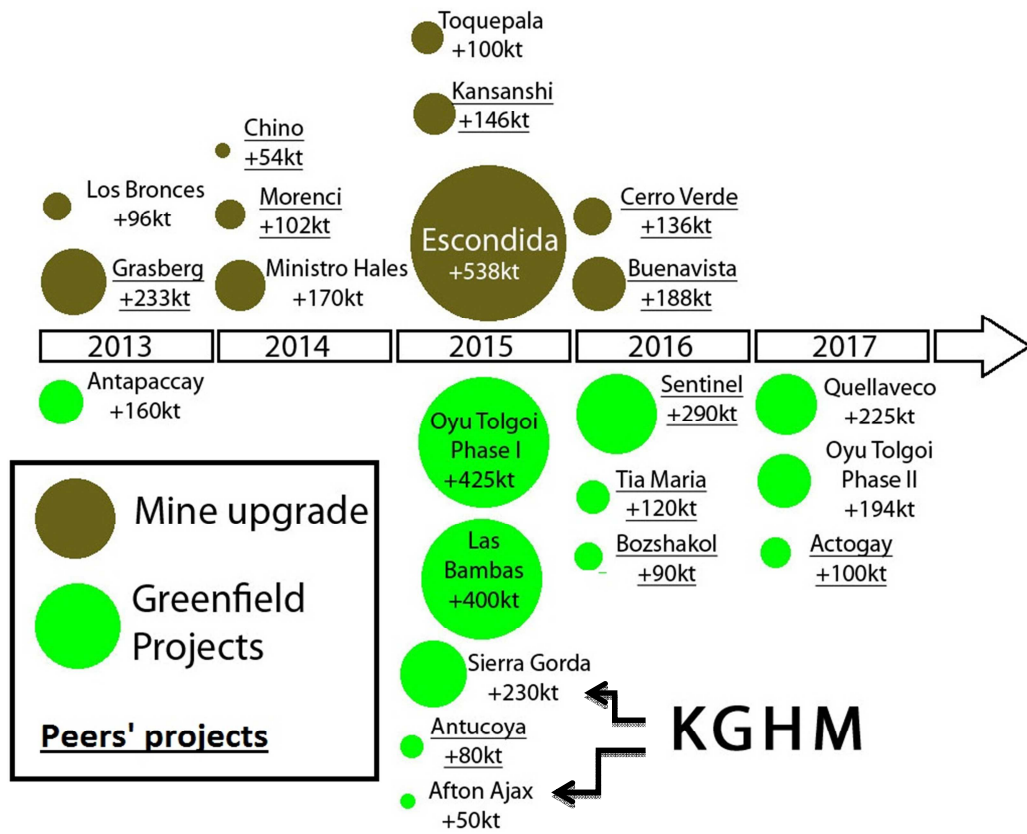 Toquepala
+100kt
Kansanshi
+146kt
Chino
+54kt
Los Bronces
+96kt
Morenci
+102kt
Escondida
+538kt
Cerro Verde
+136kt
Grasberg
+233kt
Ministro Hales
+170kt
Buenavista
+188kt
2013 2014 2015 2016 2017
Antapaccay
+160kt
Oyu Tolgoi
Phase I
+425kt
Sentinel
+290kt
Quellaveco
+225kt
Tia Maria
+120kt
Oyu Tolgoi
Phase II
+194kt
Las
Bambas
+400kt
Bozshakol
+90kt
Actogay
+100kt
Sierra Gorda
+230kt
Antucoya
+80kt
Afton Ajax
+50kt
KGHM
Mine upgrade
Greenfield
Projects
Peers' projects